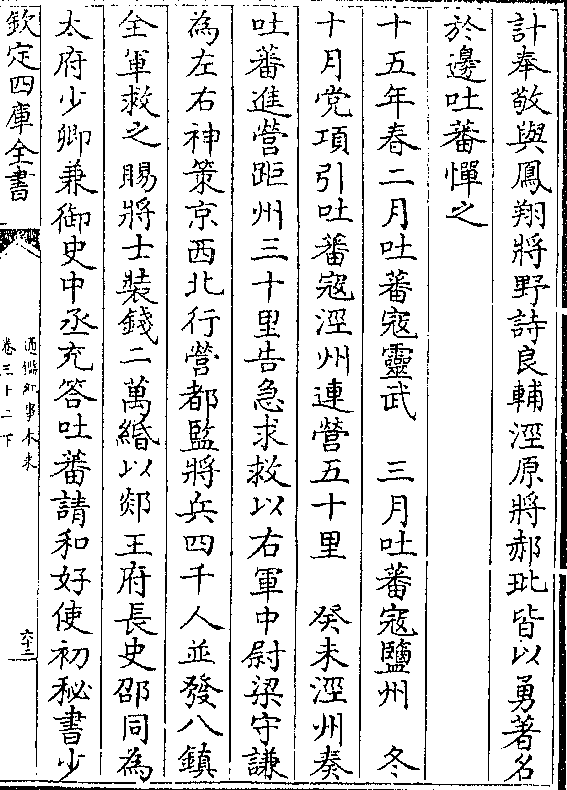 計奉敬與鳳翔將野詩良輔涇原將郝玼皆以勇著名
於邊吐蕃憚之
十五年春二月吐蕃寇靈武　三月吐蕃寇鹽州　冬
十月党項引吐蕃寇涇州連營五十里　癸未涇州奏
吐蕃進營距州三十里告急求救以右軍中尉梁守謙
為左右神策京西北行營都監將兵四千人並發八鎮
全軍救之賜將士裝錢二萬緡以郯王府長史邵同為
太府少卿兼御史中丞充答吐蕃請和好使初秘書少
欽定四庫全書
通鑑紀事本末
卷三十二下
六十三